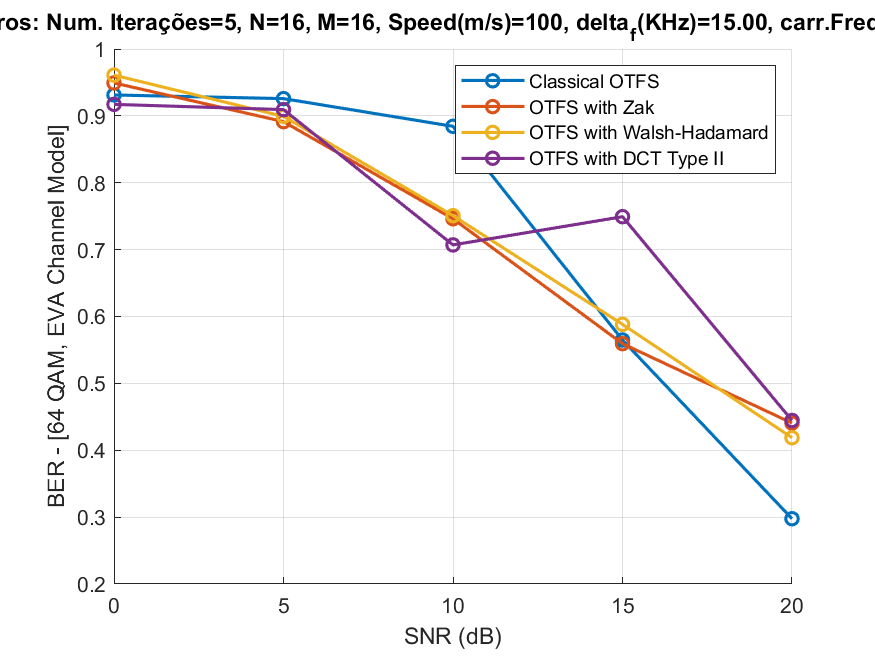 ros: Num. Iterações=5, N=16, M=16, Speed(m/s)=100, delta_f(KHz)=15.00, carr.Freq
1
0.9
0.8
0.7
0.6
0.5
0.4
0.3
0.2
BER - [64 QAM, EVA Channel Model]
Classical OTFS
OTFS with Zak
OTFS with Walsh-Hadamard
OTFS with DCT Type II
0 5 10 15 20
SNR (dB)